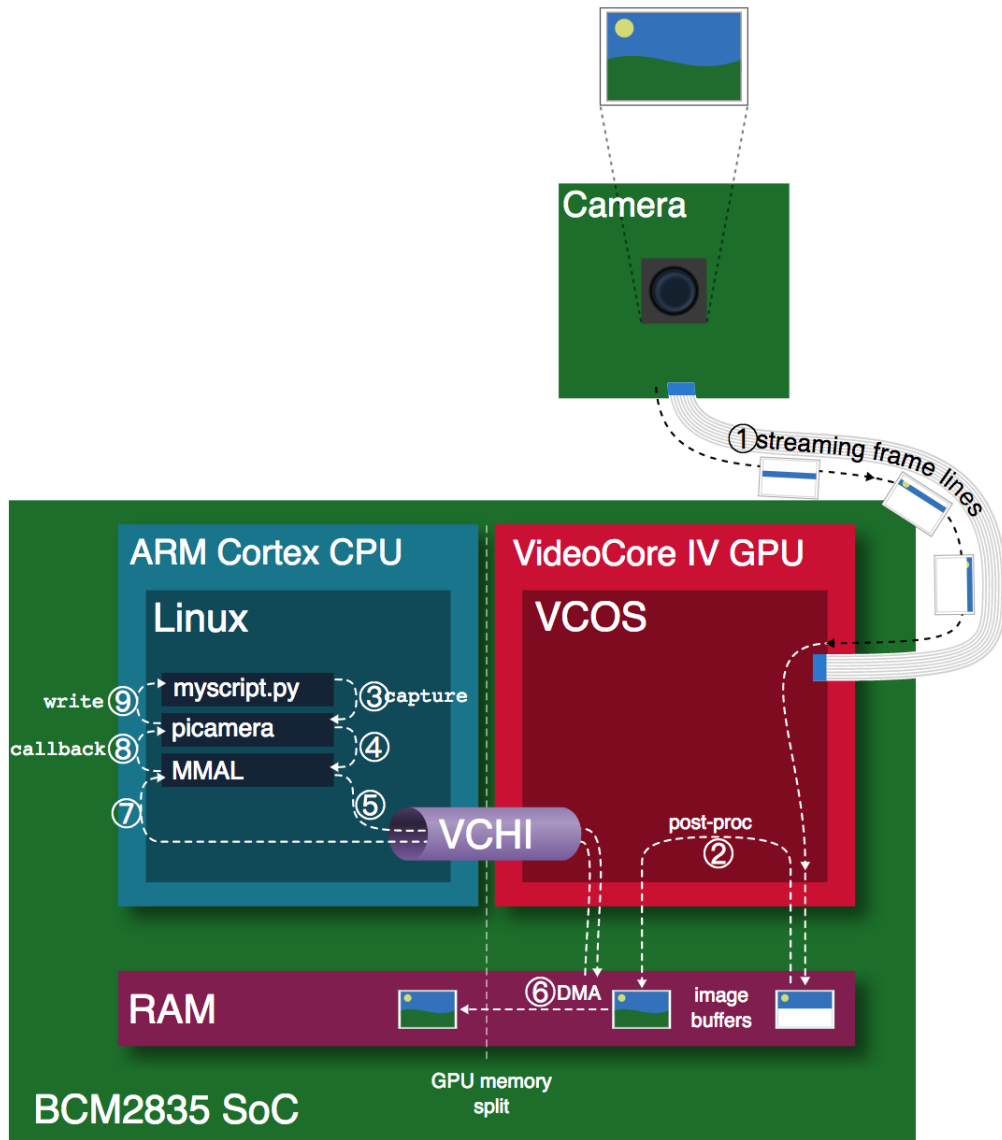 Camera
①streaming frame lines
ARM Cortex CPU
VideoCore IV GPU
Linux
VCOS
myscript.py
write ⑨
③capture
picamera
callback ⑧
④
MMAL
⑦
⑤
VCHI
post-proc
②
RAM
⑥DMA
image
buffers
GPU memory
split
BCM2835 SoC